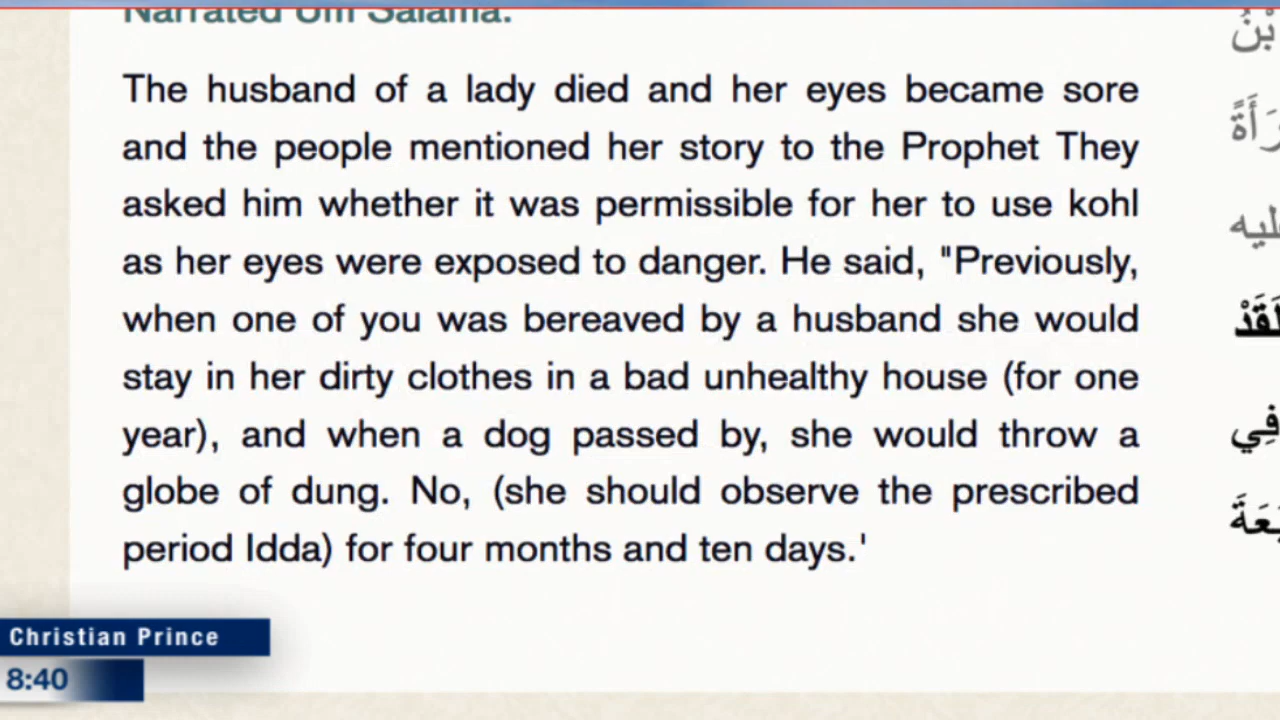 Narrated Um Salama:
The husband of a lady died and her eyes became sore
and the people mentioned her story to the Prophet They
asked him whether it was permissible for her to use kohl
as her eyes were exposed to danger. He said, "Previously,
when one of you was bereaved by a husband she would
stay in her dirty clothes in a bad unhealthy house (for one
year), and when a dog passed by, she would throw a
globe of dung. No, (she should observe the prescribed
period Idda) for four months and ten days.'
بْنُ
فِي
Christian Prince
8:40